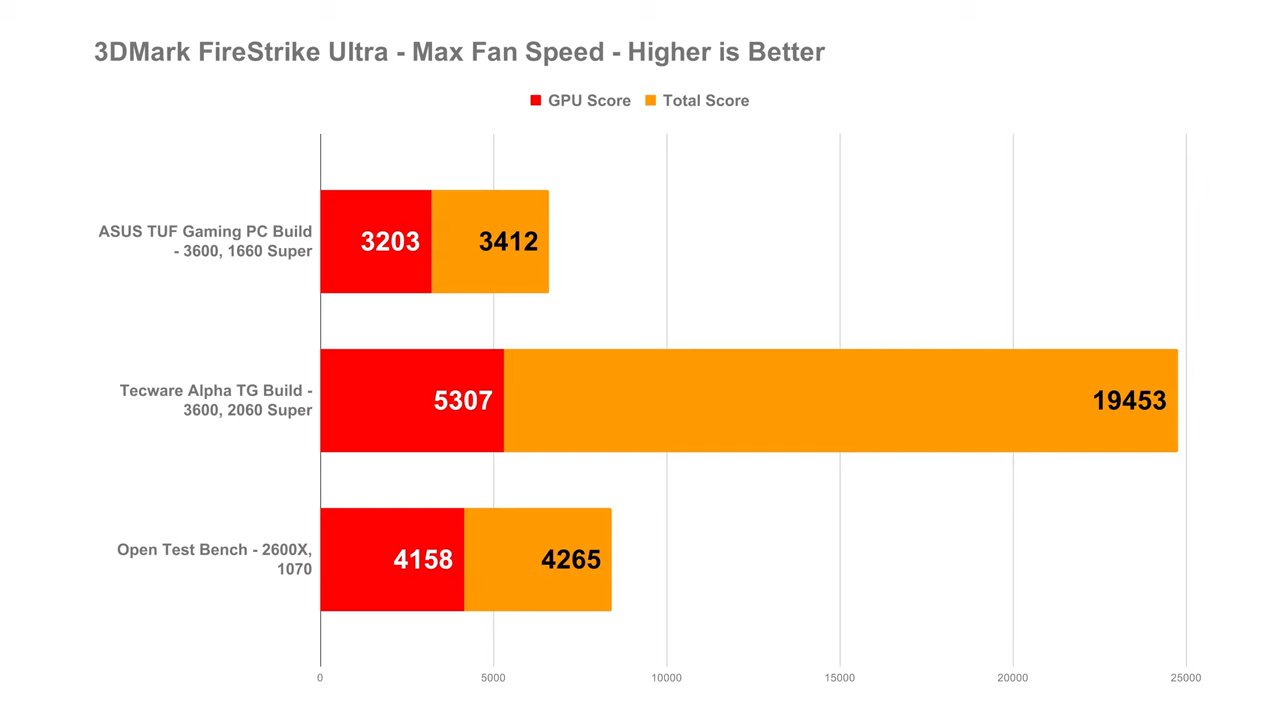 3DMark FireStrike Ultra - Max Fan Speed - Higher is Better
GPU Score
Total Score
ASUS TUF Gaming PC Build
- 3600, 1660 Super
3203
3412
Tecware Alpha TG Build -
3600, 2060 Super
5307
19453
Open Test Bench - 2600X,
1070
4158
4265
0
5000
10000
15000
20000
25000